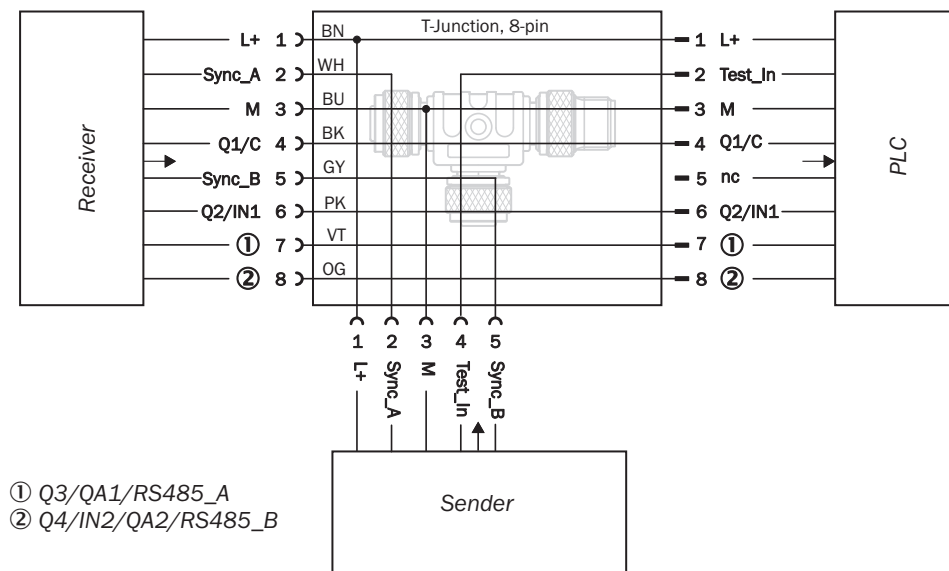 T-Junction, 8-pin
L+ 1 BN 1 L+
Sync_A 2 WH 2 Test_In
M 3 BU 3 M
Q1/C 4 BK 4 Q1/C
Sync_B 5 GY 5 nc
Q2/IN1 6 PK 6 Q2/IN1
① 7 VT 7 ①
② 8 OG 8 ②
Receiver
PLC
1 2 3 4 5
L+
Sync_A
M
Test_In
Sync_B
Sender
① Q3/QA1/RS485_A
② Q4/IN2/QA2/RS485_B